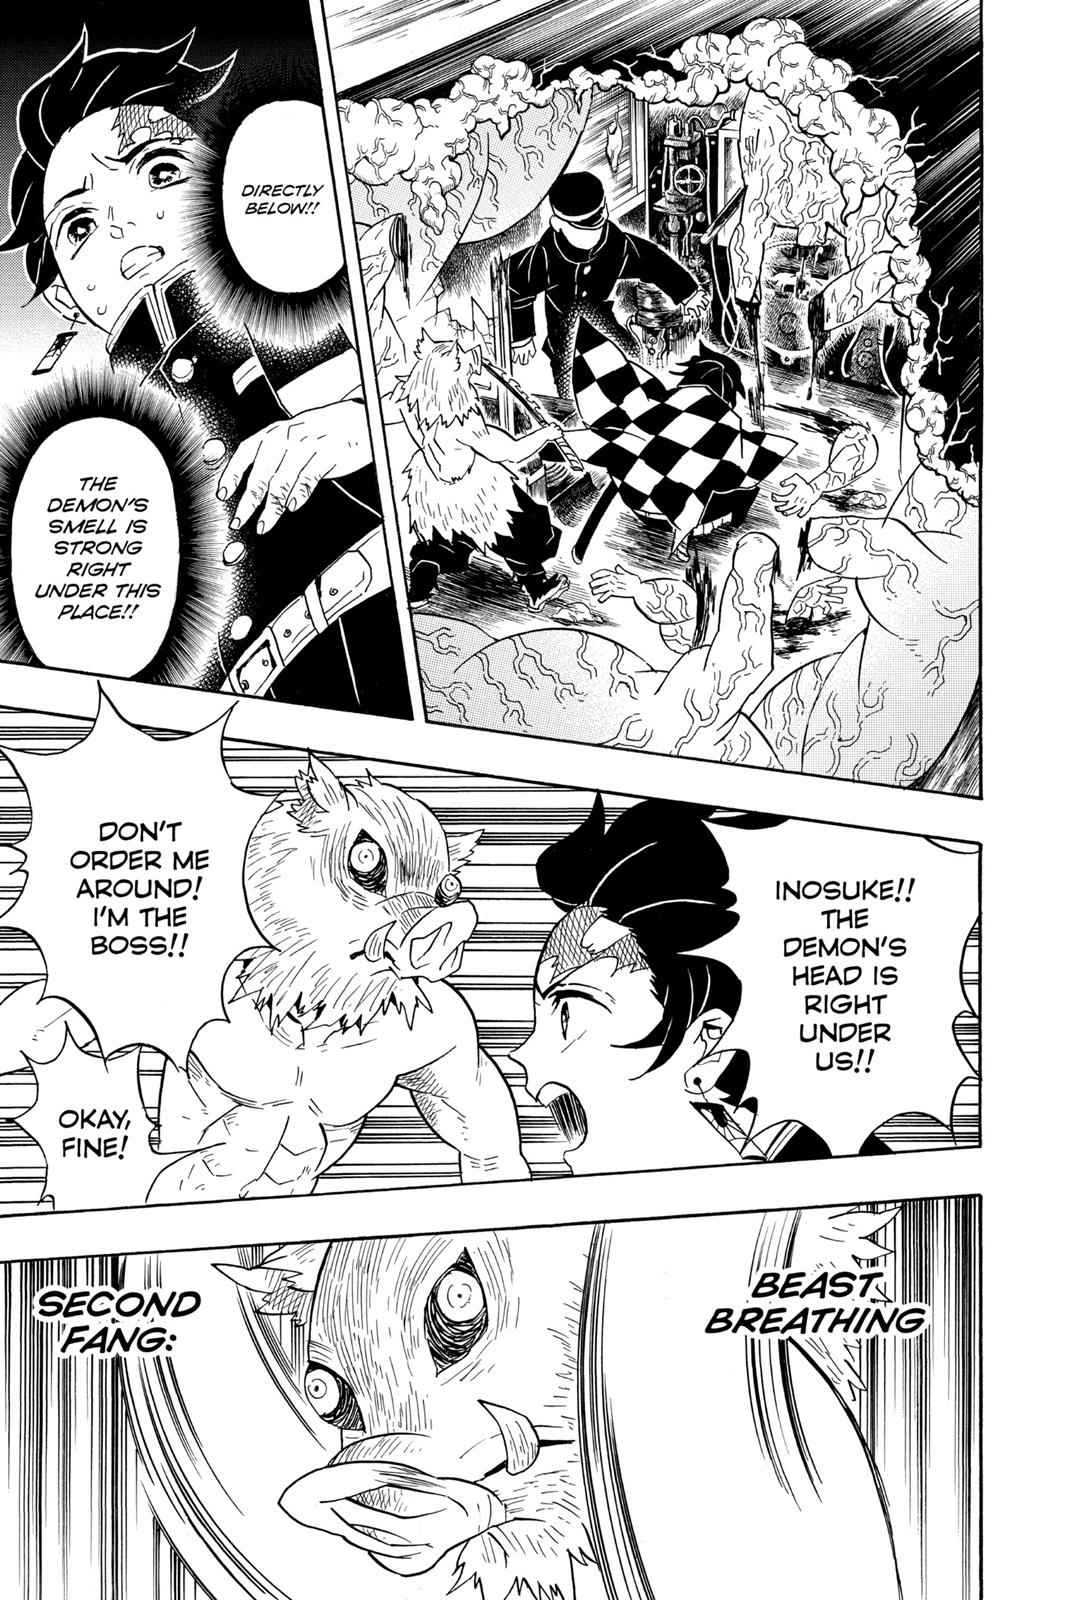 DIRECTLY
BELOW!!
THE
DEMON'S
SMELL IS
STRONG
RIGHT
UNDER THIS
PLACE!!
INOSUKE!!
THE
DEMON'S
HEAD IS
RIGHT
UNDER
US!!
DON'T
ORDER ME
AROUND!
I'M THE
BOSS!!
OKAY,
FINE!
BEAST
BREATHING
SECOND
FANG: